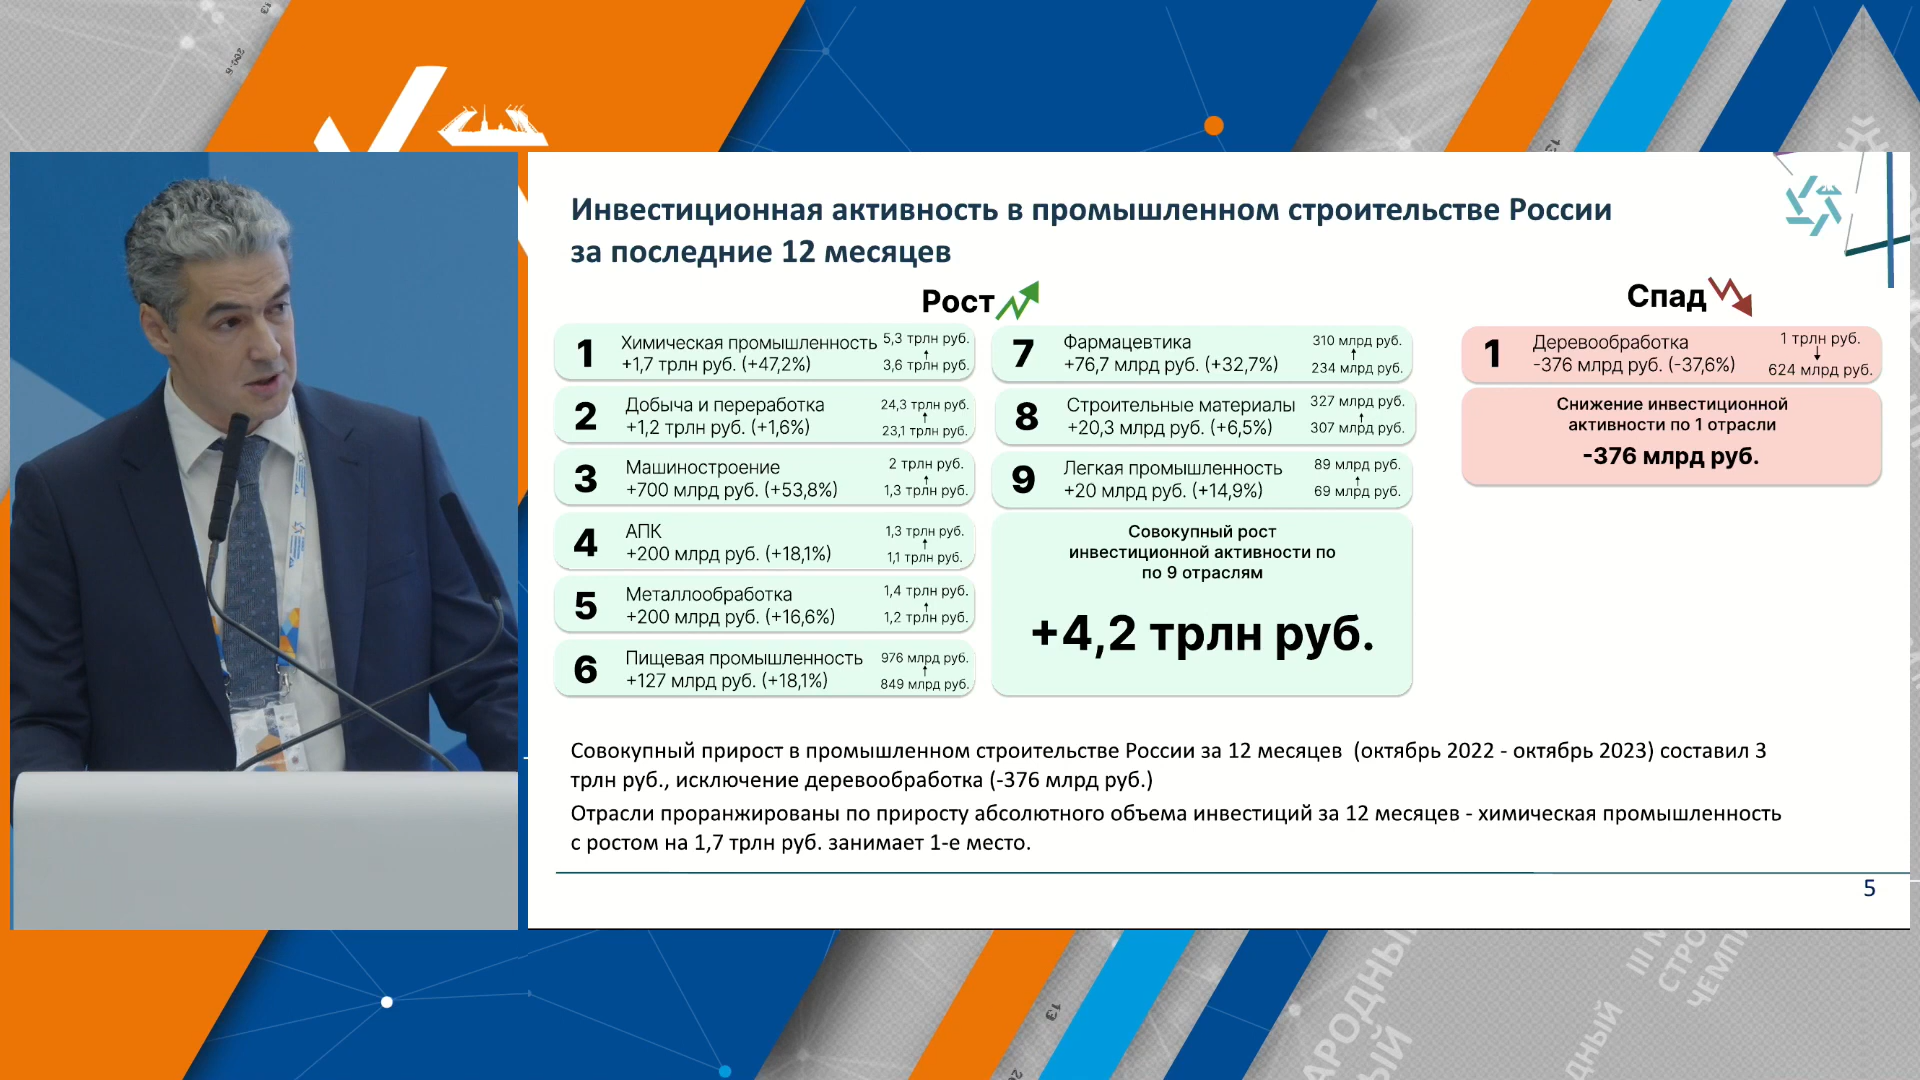 Инвестиционная активность в промышленном строительстве России
за последние 12 месяцев
Рост
1
Химическая промышленность
+1,7 трлн руб. (+47,2%)
5,3 трлн руб.
3,6 трлн руб.
2
Добыча и переработка
+1,2 трлн руб. (+1,6%)
24,3 трлн руб.
23,1 трлн руб.
3
Машиностроение
+700 млрд руб. (+53,8%)
2 трлн руб.
1,3 трлн руб.
4
АПК
+200 млрд руб. (+18,1%)
1,3 трлн руб.
1,1 трлн руб.
5
Металлообработка
+200 млрд руб. (+16,6%)
1,4 трлн руб.
1,2 трлн руб.
6
Пищевая промышленность
+127 млрд руб. (+18,1%)
976 млрд руб.
849 млрд руб.
7
Фармацевтика
+76,7 млрд руб. (+32,7%)
310 млрд руб.
234 млрд руб.
8
Строительные материалы
+20,3 млрд руб. (+6,5%)
327 млрд руб.
307 млрд руб.
9
Легкая промышленность
+20 млрд руб. (+14,9%)
89 млрд руб.
69 млрд руб.
Совокупный рост
инвестиционной активности по
по 9 отраслям
+4,2 трлн руб.
Спад
1
Деревообработка
-376 млрд руб. (-37,6%)
1 трлн руб.
624 млрд руб.
Снижение инвестиционной
активности по 1 отрасли
-376 млрд руб.
Совокупный прирост в промышленном строительстве России за 12 месяцев (октябрь 2022 - октябрь 2023) составил 3
трлн руб., исключение деревообработка (-376 млрд руб.)
Отрасли проранжированы по приросту абсолютного объема инвестиций за 12 месяцев - химическая промышленность
с ростом на 1,7 трлн руб. занимает 1-е место.
5